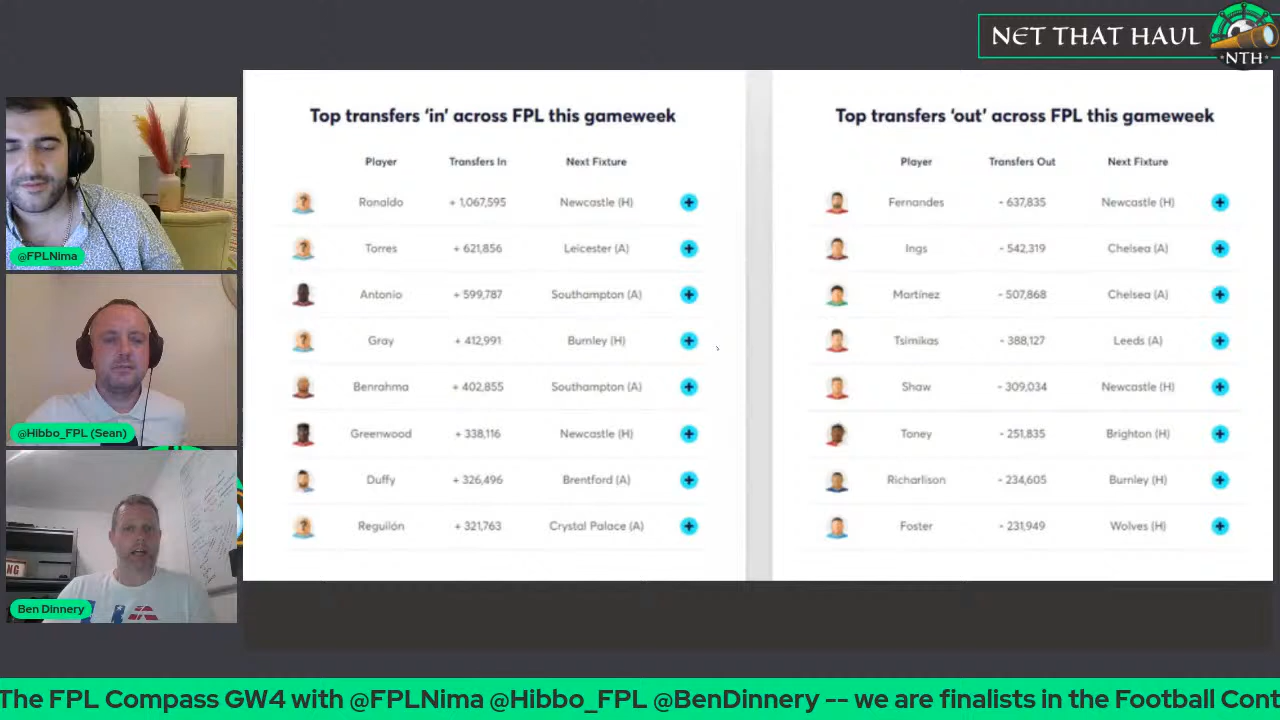 NET THAT HAUL
NTH
@FPLNima
@Hibbo_FPL (Sean)
NG
Ben Dinnery
Top transfers ‘in’ across FPL this gameweek
Player Transfers In Next Fixture
Ronaldo + 1,067,595 Newcastle (H)
Torres + 621,856 Leicester (A)
Antonio + 599,787 Southampton (A)
Gray + 412,991 Burnley (H)
Benrahma + 402,855 Southampton (A)
Greenwood + 338,116 Newcastle (H)
Duffy + 326,496 Brentford (A)
Reguilón + 321,763 Crystal Palace (A)
Top transfers ‘out’ across FPL this gameweek
Player Transfers Out Next Fixture
Fernandes - 637,835 Newcastle (H)
Ings - 542,319 Chelsea (A)
Martínez - 507,868 Chelsea (A)
Tsimikas - 388,127 Leeds (A)
Shaw - 309,034 Newcastle (H)
Toney - 251,835 Brighton (H)
Richarlison - 234,605 Burnley (H)
Foster - 231,949 Wolves (H)
The FPL Compass GW4 with @FPLNima @Hibbo_FPL @BenDinnery -- we are finalists in the Football Cont